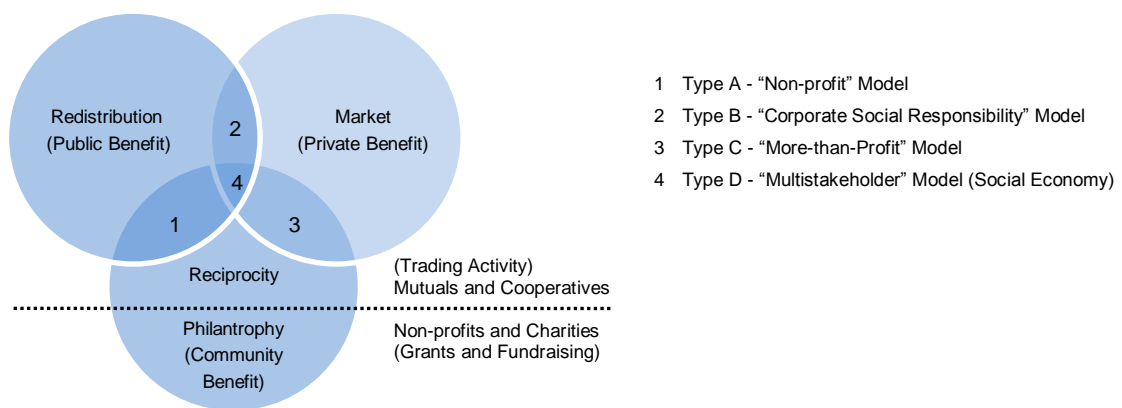 Redistribution
(Public Benefit)
2
Market
(Private Benefit)
4
1
3
Reciprocity
(Trading Activity)
Mutuals and Cooperatives
Philantrophy
(Community
Benefit)
Non-profits and Charities
(Grants and Fundraising)
1 Type A - “Non-profit” Model
2 Type B - “Corporate Social Responsibility” Model
3 Type C - “More-than-Profit” Model
4 Type D - “Multistakeholder” Model (Social Economy)